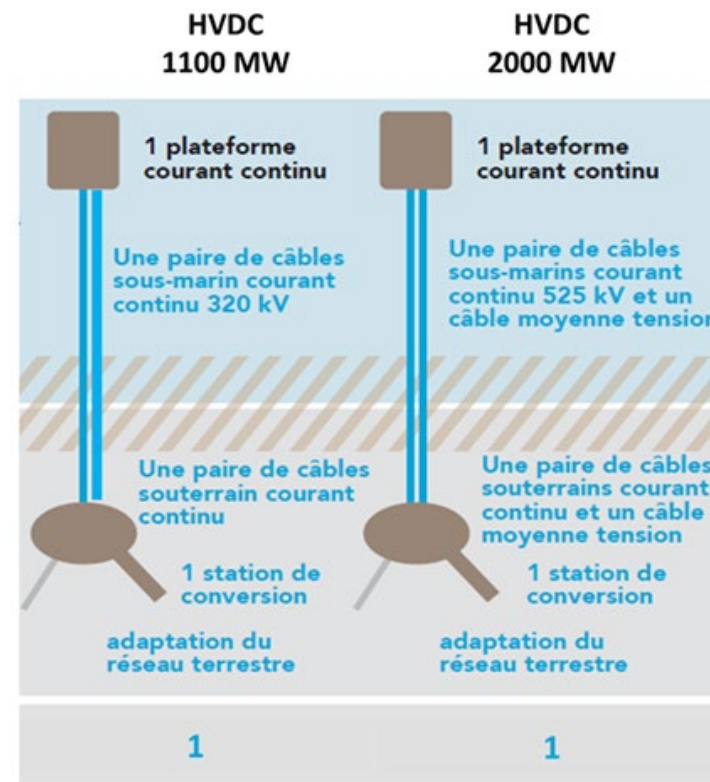 HVDC
1100 MW
HVDC
2000 MW
1 plateforme
courant continu
1 plateforme
courant continu
Une paire de câbles
sous-marin courant
continu 320 kV
Une paire de câbles
sous-marins courant
continu 525 kV et un
câble moyenne tension
Une paire de câbles
souterrain courant
continu
Une paire de câbles
souterrains courant
continu et un câble
moyenne tension
1 station de
conversion
1 station de
conversion
adaptation du
réseau terrestre
adaptation du
réseau terrestre
1
1